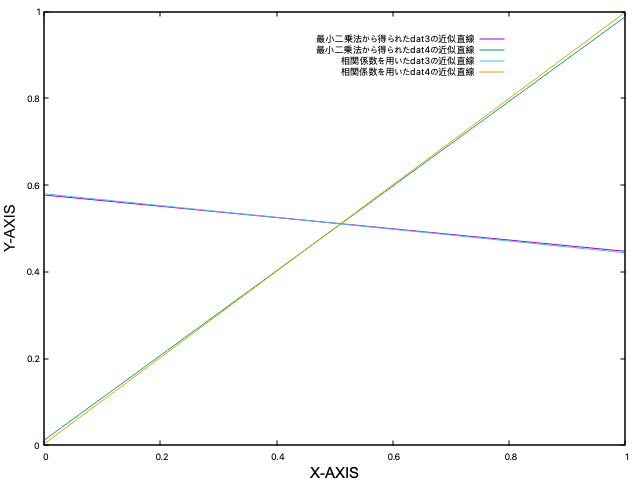 1
最小二乗法から得られたdat3の近似直線
最小二乗法から得られたdat4の近似直線
相関係数を用いたdat3の近似直線
相関係数を用いたdat4の近似直線
0.8
0.6
Y-AXIS
0.4
0.2
0
0 0.2 0.4 0.6 0.8 1
X-AXIS